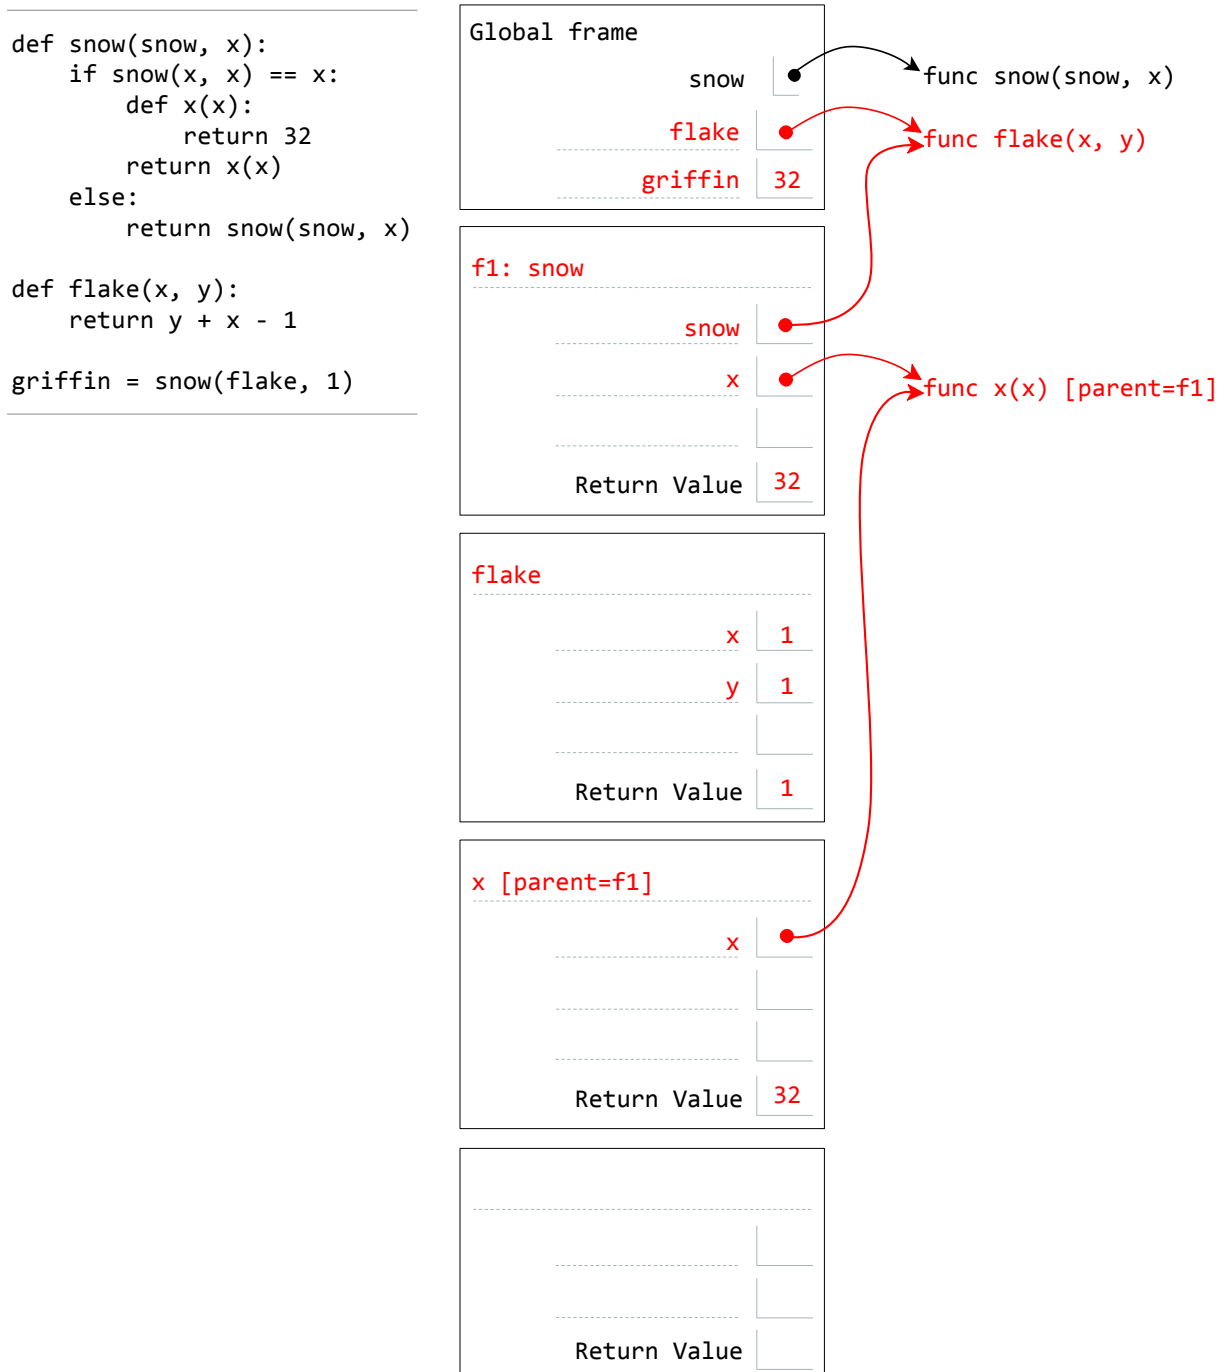 def snow(snow, x):
    if snow(x, x) == x:
        def x(x):
            return 32
        return x(x)
    else:
        return snow(snow, x)

def flake(x, y):
    return y + x - 1

griffin = snow(flake, 1)
Global frame
snow
func snow(snow, x)
flake
func flake(x, y)
griffin 32
f1: snow
snow
x
func x(x) [parent=f1]
Return Value 32
flake
x 1
y 1
Return Value 1
x [parent=f1]
x
Return Value 32
Return Value